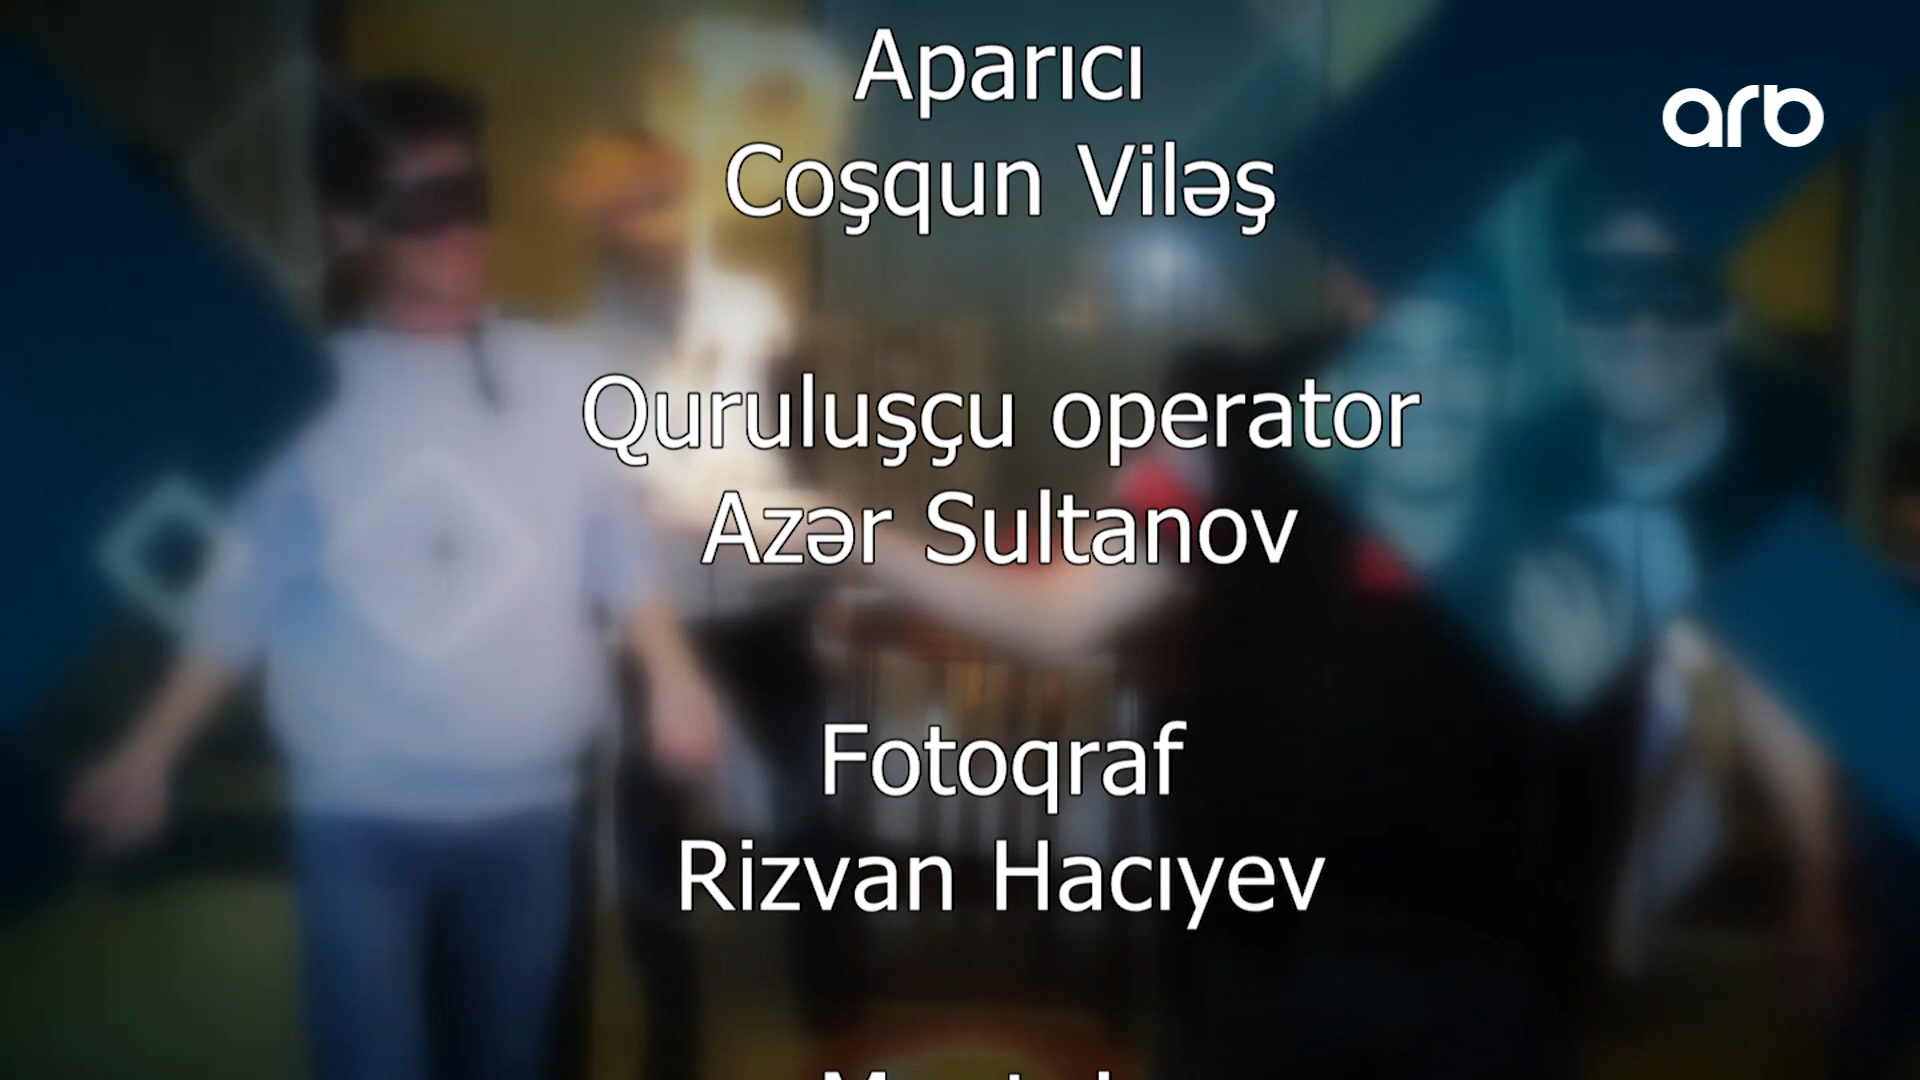 Aparıcı
arb
Coşqun Viləş
Quruluşçu operator
Azər Sultanov
Fotoqraf
Rizvan Hacıyev